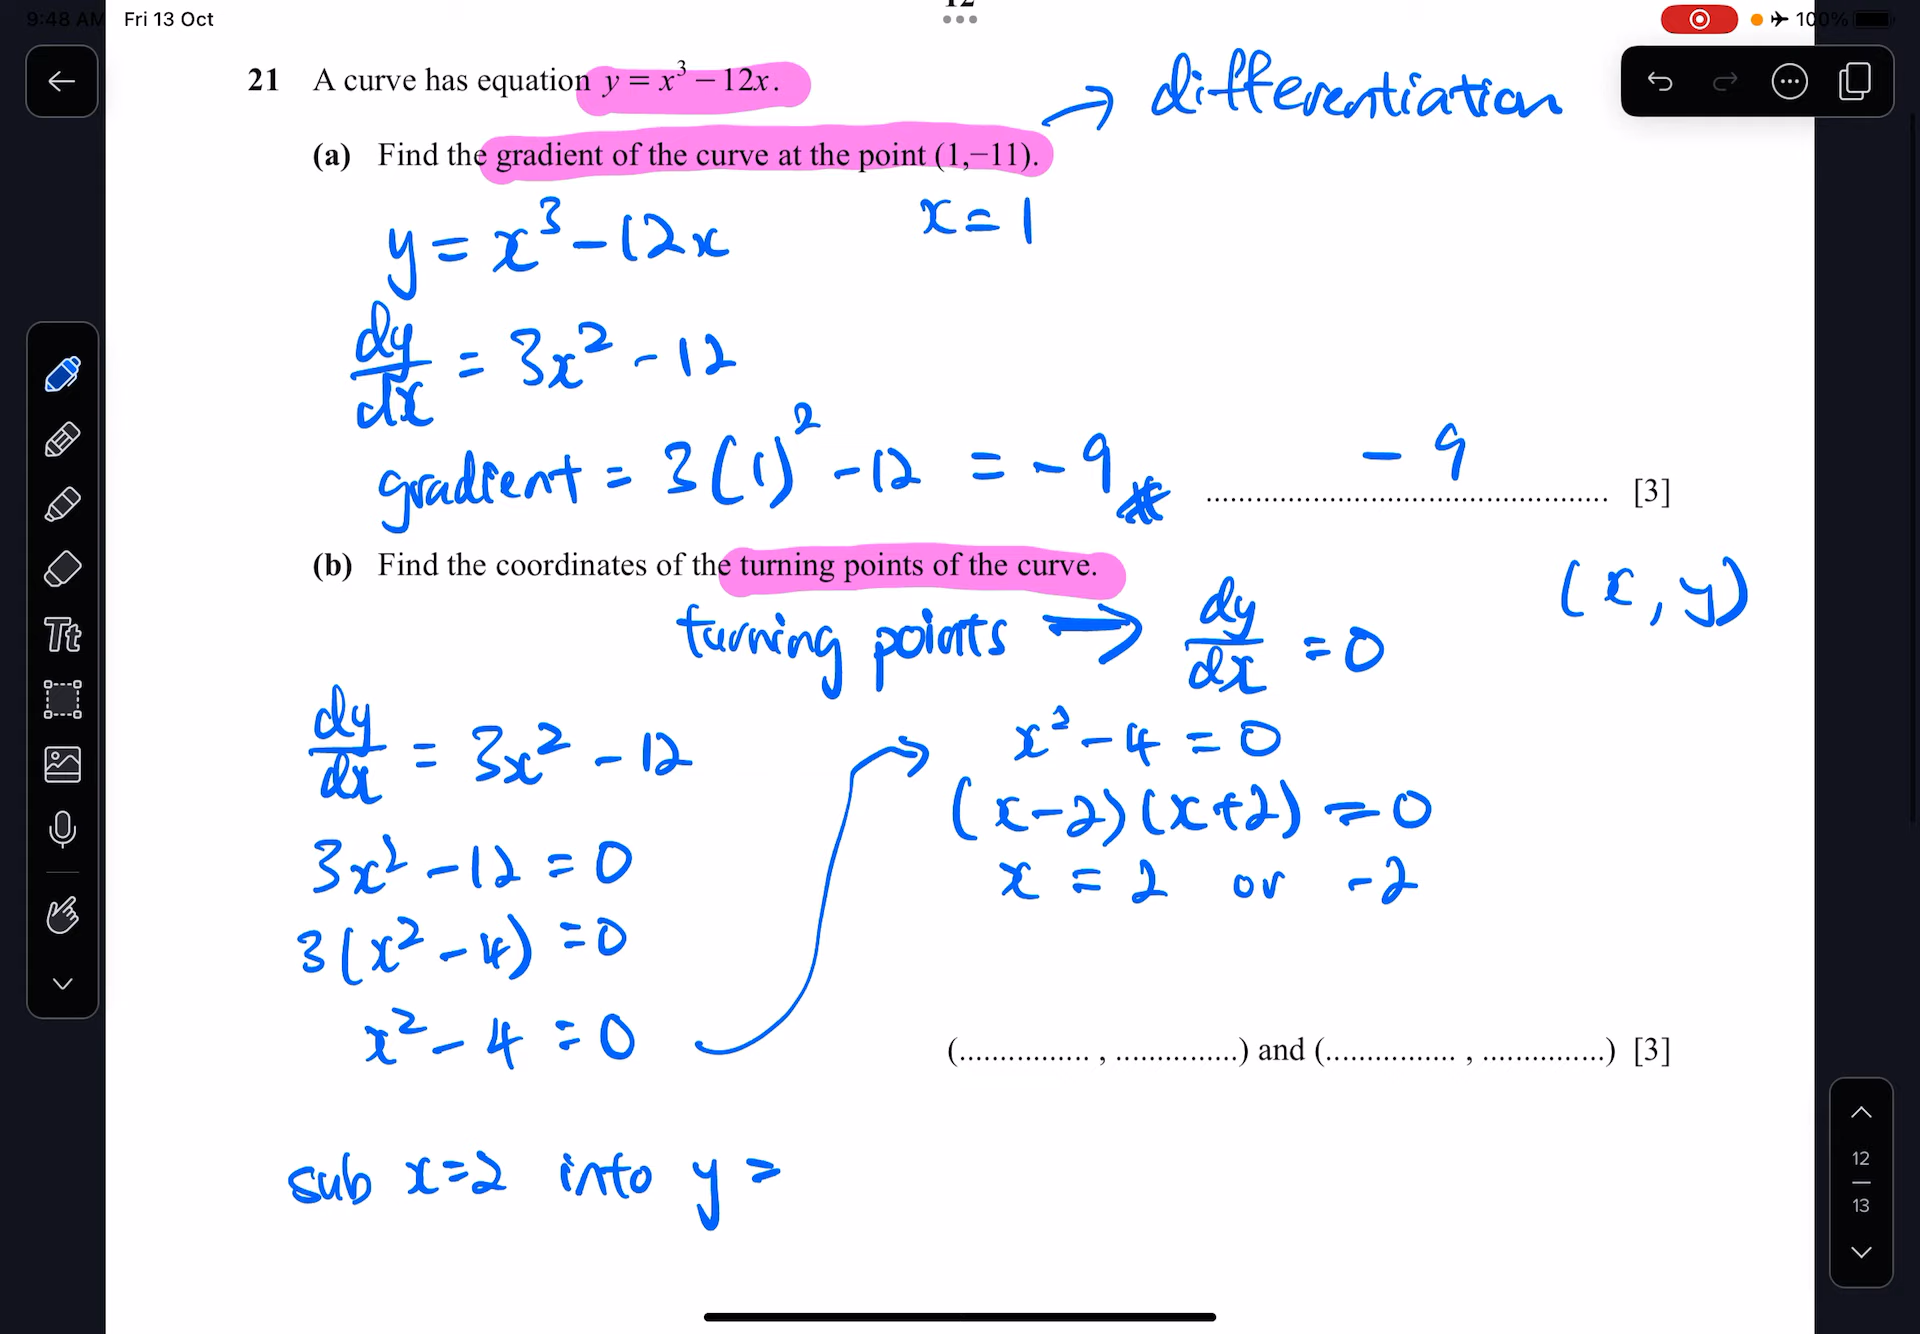 9:48 AM Fri 13 Oct
12
100%
21 A curve has equation y = x³ − 12x.
→ differentiation
(a) Find the gradient of the curve at the point (1,−11).
y = x³ − 12x
x = 1
dy/dx = 3x² − 12
gradient = 3(1)² − 12 = −9
− 9
.................................................. [3]
(b) Find the coordinates of the turning points of the curve.
(x, y)
turning points → dy/dx = 0
dy/dx = 3x² − 12
3x² − 12 = 0
3(x² − 4) = 0
x² − 4 = 0
x² − 4 = 0
(x−2)(x+2) = 0
x = 2 or −2
(................ , ...............) and (................ , ...............) [3]
sub x=2 into y =
Tt
12
13